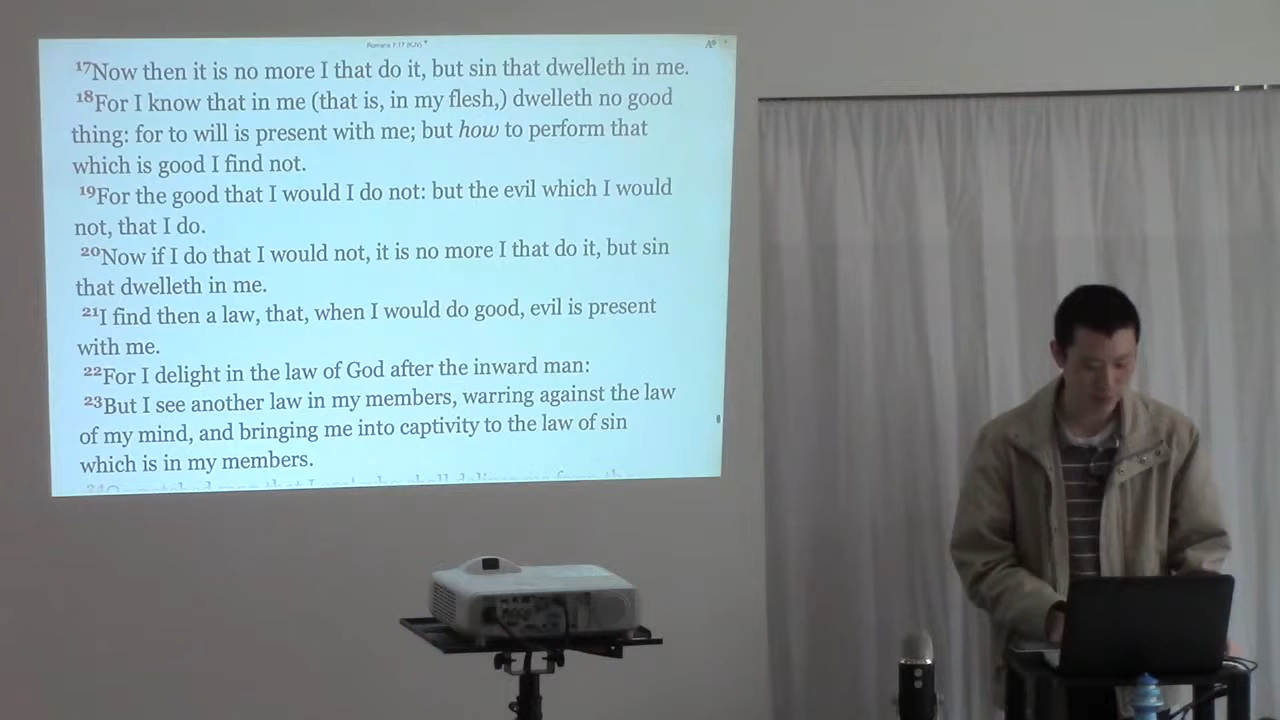 Romans 7:17 (KJV)
17Now then it is no more I that do it, but sin that dwelleth in me.
18For I know that in me (that is, in my flesh,) dwelleth no good
thing: for to will is present with me; but how to perform that
which is good I find not.
19For the good that I would I do not: but the evil which I would
not, that I do.
20Now if I do that I would not, it is no more I that do it, but sin
that dwelleth in me.
21I find then a law, that, when I would do good, evil is present
with me.
22For I delight in the law of God after the inward man:
23But I see another law in my members, warring against the law
of my mind, and bringing me into captivity to the law of sin
which is in my members.